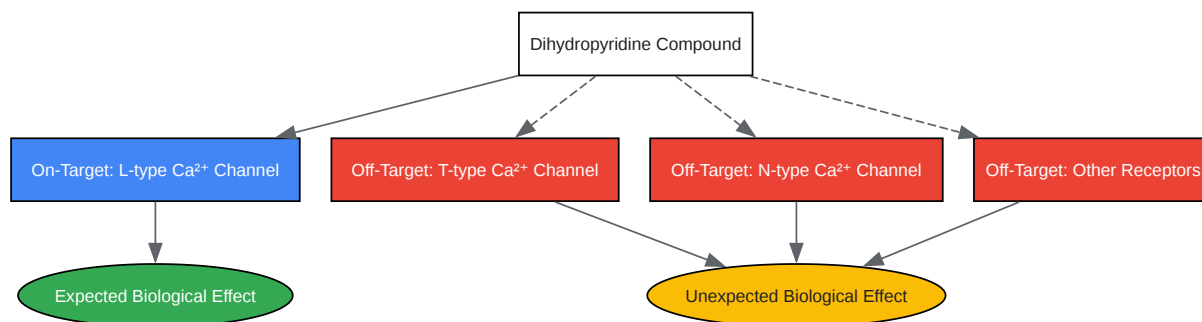 Dihydropyridine Compound
On-Target: L-type Ca²⁺ Channel
Off-Target: T-type Ca²⁺ Channel
Off-Target: N-type Ca²⁺ Channel
Off-Target: Other Receptors
Expected Biological Effect
Unexpected Biological Effect